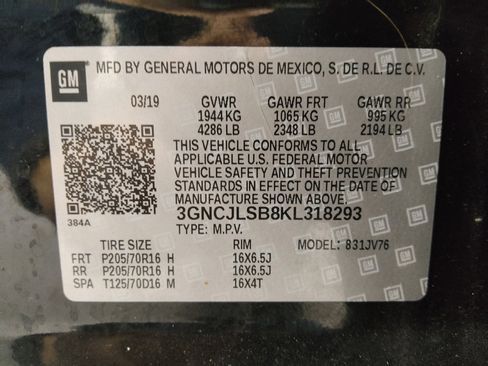 GM MFD BY GENERAL MOTORS DE MEXICO, S. DE R.L. DE C.V.
03/19 GVWR GAWR FRT GAWR RR
1944 KG 1065 KG 995 KG
4286 LB 2348 LB 2194 LB
THIS VEHICLE CONFORMS TO ALL
APPLICABLE U.S. FEDERAL MOTOR
VEHICLE SAFETY AND THEFT PREVENTION
STANDARDS IN EFFECT ON THE DATE OF
MANUFACTURE SHOWN ABOVE.
3GNCJLSB8KL318293
384A TYPE: M.P.V.
TIRE SIZE RIM MODEL: 831JV76
FRT P205/70R16 H 16X6.5J
RR P205/70R16 H 16X6.5J
SPA T125/70D16 M 16X4T